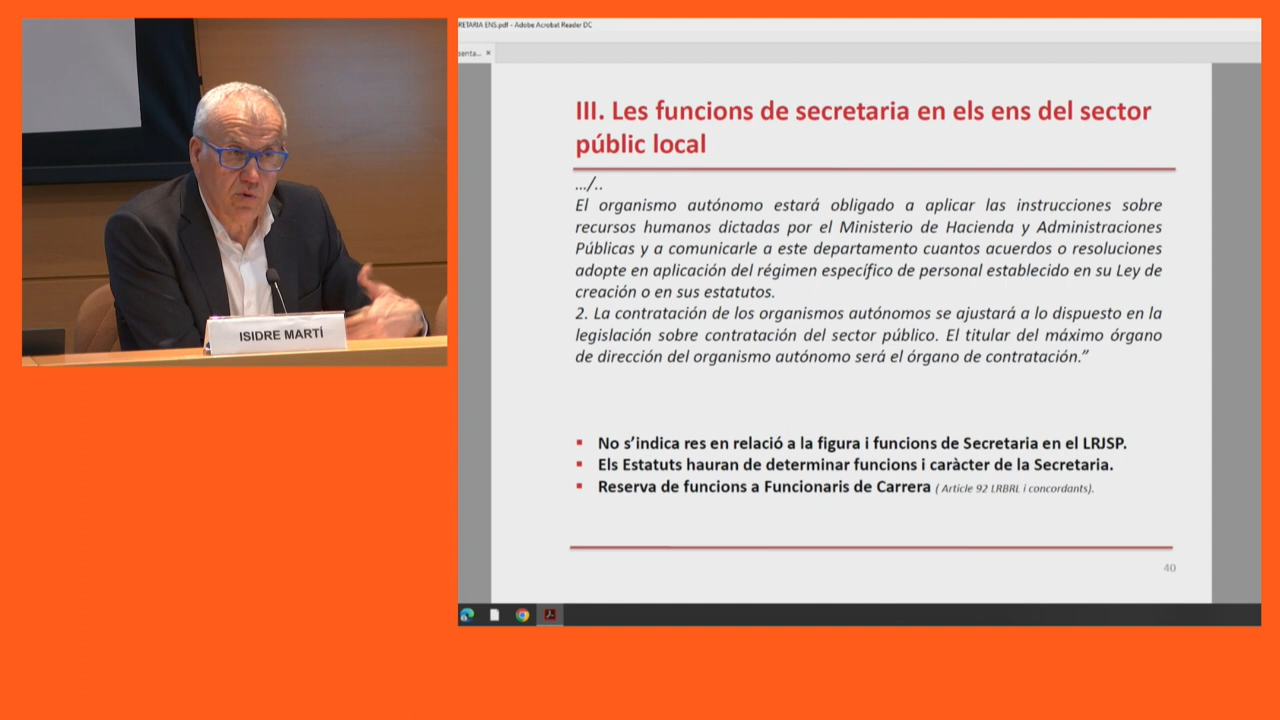 RETARIA ENS.pdf - Adobe Acrobat Reader DC
senta... ×
III. Les funcions de secretaria en els ens del sector
públic local
.../..
El organismo autónomo estará obligado a aplicar las instrucciones sobre
recursos humanos dictadas por el Ministerio de Hacienda y Administraciones
Públicas y a comunicarle a este departamento cuantos acuerdos o resoluciones
adopte en aplicación del régimen específico de personal establecido en su Ley de
creación o en sus estatutos.
2. La contratación de los organismos autónomos se ajustará a lo dispuesto en la
legislación sobre contratación del sector público. El titular del máximo órgano
de dirección del organismo autónomo será el órgano de contratación.”
▪ No s’indica res en relació a la figura i funcions de Secretaria en el LRJSP.
▪ Els Estatuts hauran de determinar funcions i caràcter de la Secretaria.
▪ Reserva de funcions a Funcionaris de Carrera ( Article 92 LRBRL i concordants).
40
ISIDRE MARTÍ